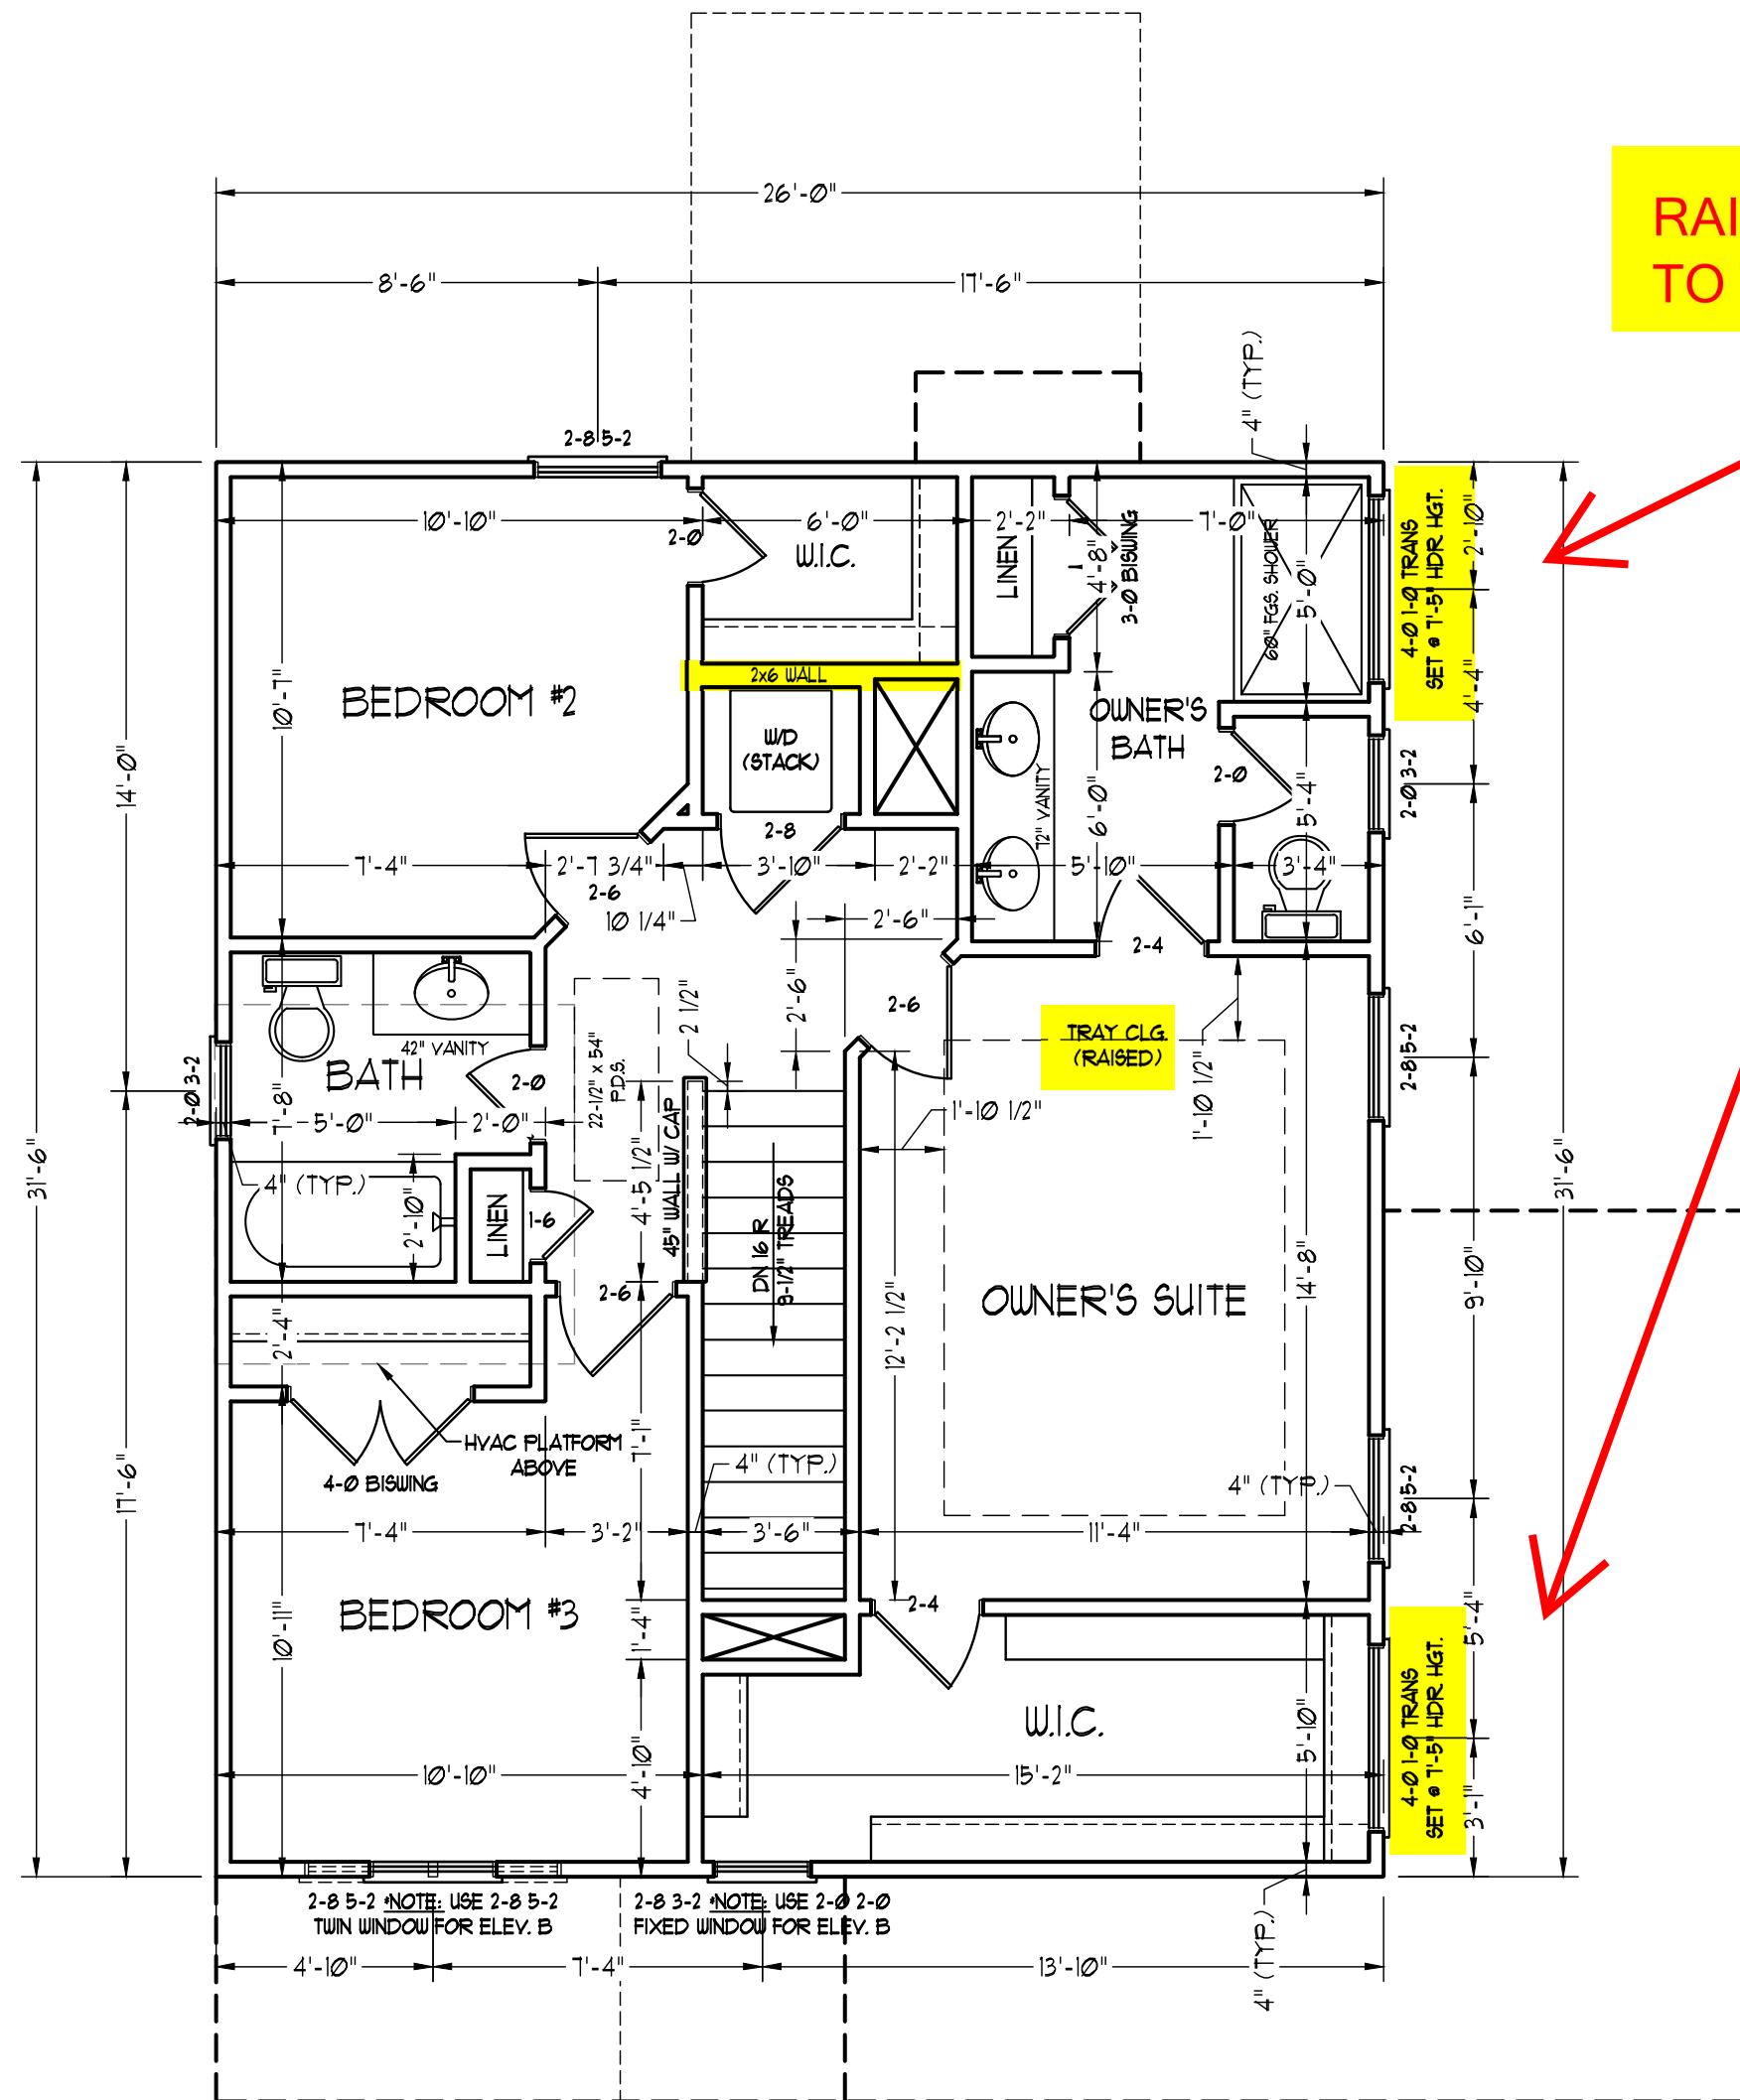 26'-0"
RAI
TO
8'-6"
17'-6"
4" (TYP.)
2-8 5-2
10'-10"
2-0
6'-0"
W.I.C.
2'-2"
LINEN
4'-8"
3-0 BISWING
7'-0"
60" FGS. SHOWER
5'-0"
4-0 1-0 TRANS
SET @ 7'-5" HDR. HGT.
2'-10"
4'-4"
2x6 WALL
BEDROOM #2
10'-7"
W/D
(STACK)
OWNER'S
BATH
14'-0"
2-0
5'-4"
2-0 3-2
72" VANITY
6'-0"
2-8
7'-4"
2'-7 3/4"
3'-10"
2'-2"
5'-10"
3'-4"
2-6
10 1/4"
2'-6"
2-4
6'-1"
2'-6"
2-6
2 1/2"
TRAY CLG.
(RAISED)
1'-10 1/2"
2-8 5-2
42" VANITY
BATH
2-0
22-1/2" x 54"
P.D.S.
2-0 3-2
7'-8"
5'-0"
2'-0"
1'-10 1/2"
31'-6"
31'-6"
4" (TYP.)
2'-10"
LINEN
1-6
4'-5 1/2"
45" WALL W/ CAP
DN 16 R
9-1/2" TREADS
14'-8"
9'-10"
OWNER'S SUITE
2-6
2'-4"
12'-2 1/2"
HVAC PLATFORM
ABOVE
7'-1"
4" (TYP.)
4-0 BISWING
4" (TYP.)
2-8 5-2
17'-6"
7'-4"
3'-2"
3'-6"
11'-4"
2-4
BEDROOM #3
10'-11"
1'-4"
5'-4"
4-0 1-0 TRANS
SET @ 7'-5" HDR. HGT.
W.I.C.
5'-10"
10'-10"
4'-10"
15'-2"
3'-1"
2-8 5-2 *NOTE: USE 2-8 5-2
TWIN WINDOW FOR ELEV. B
2-8 3-2 *NOTE: USE 2-0 2-0
FIXED WINDOW FOR ELEV. B
4" (TYP.)
4'-10"
7'-4"
13'-10"